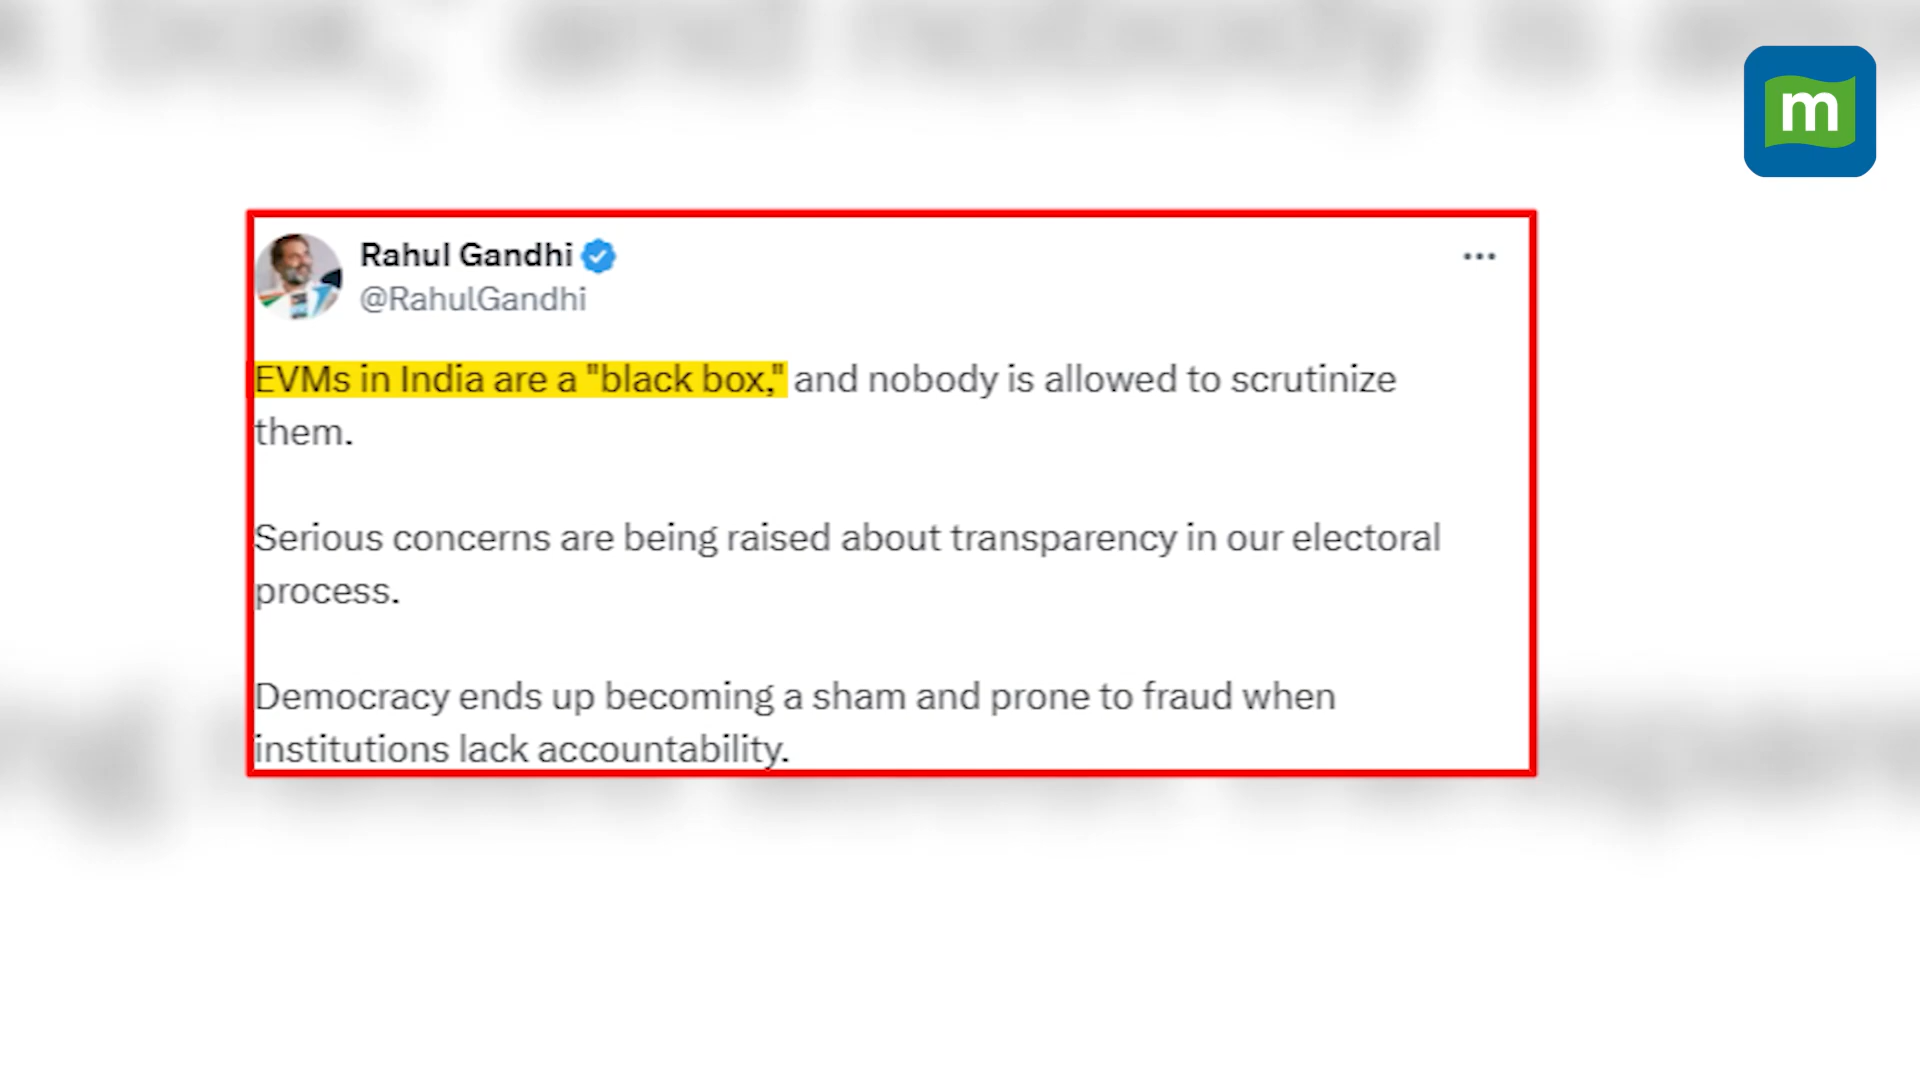 m
Rahul Gandhi
@RahulGandhi
EVMs in India are a "black box," and nobody is allowed to scrutinize
them.
Serious concerns are being raised about transparency in our electoral
process.
Democracy ends up becoming a sham and prone to fraud when
institutions lack accountability.